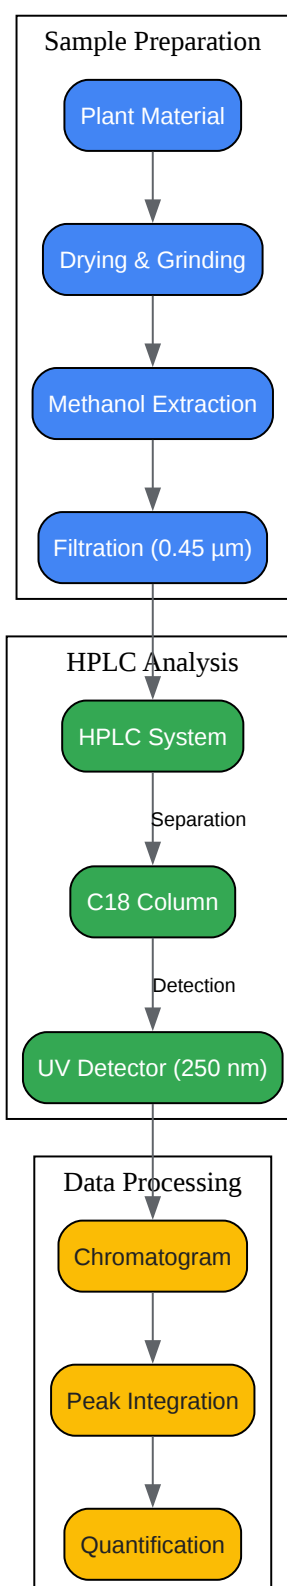 Sample Preparation
Plant Material
Drying & Grinding
Methanol Extraction
Filtration (0.45 µm)
HPLC Analysis
HPLC System
Separation
C18 Column
Detection
UV Detector (250 nm)
Data Processing
Chromatogram
Peak Integration
Quantification